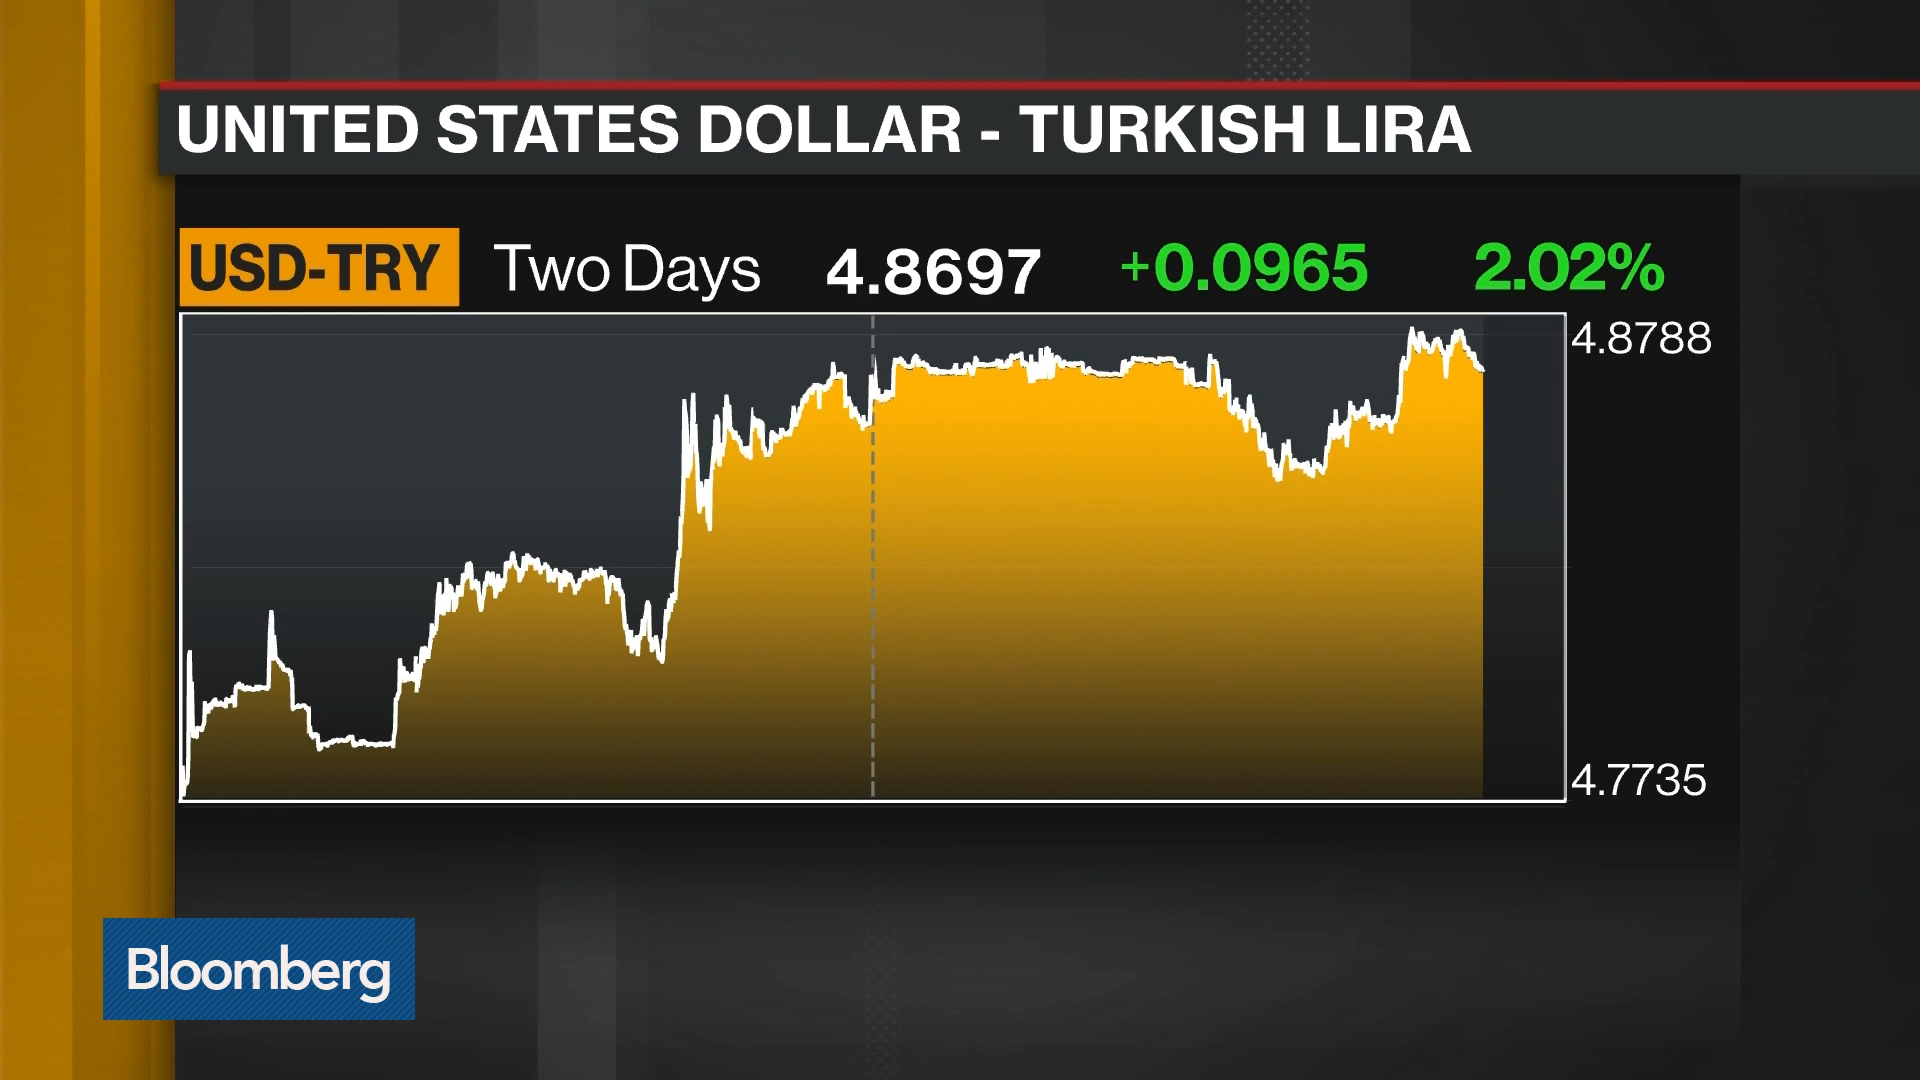 UNITED STATES DOLLAR - TURKISH LIRA
USD-TRY Two Days 4.8697 +0.0965 2.02%
4.8788
4.7735
Bloomberg